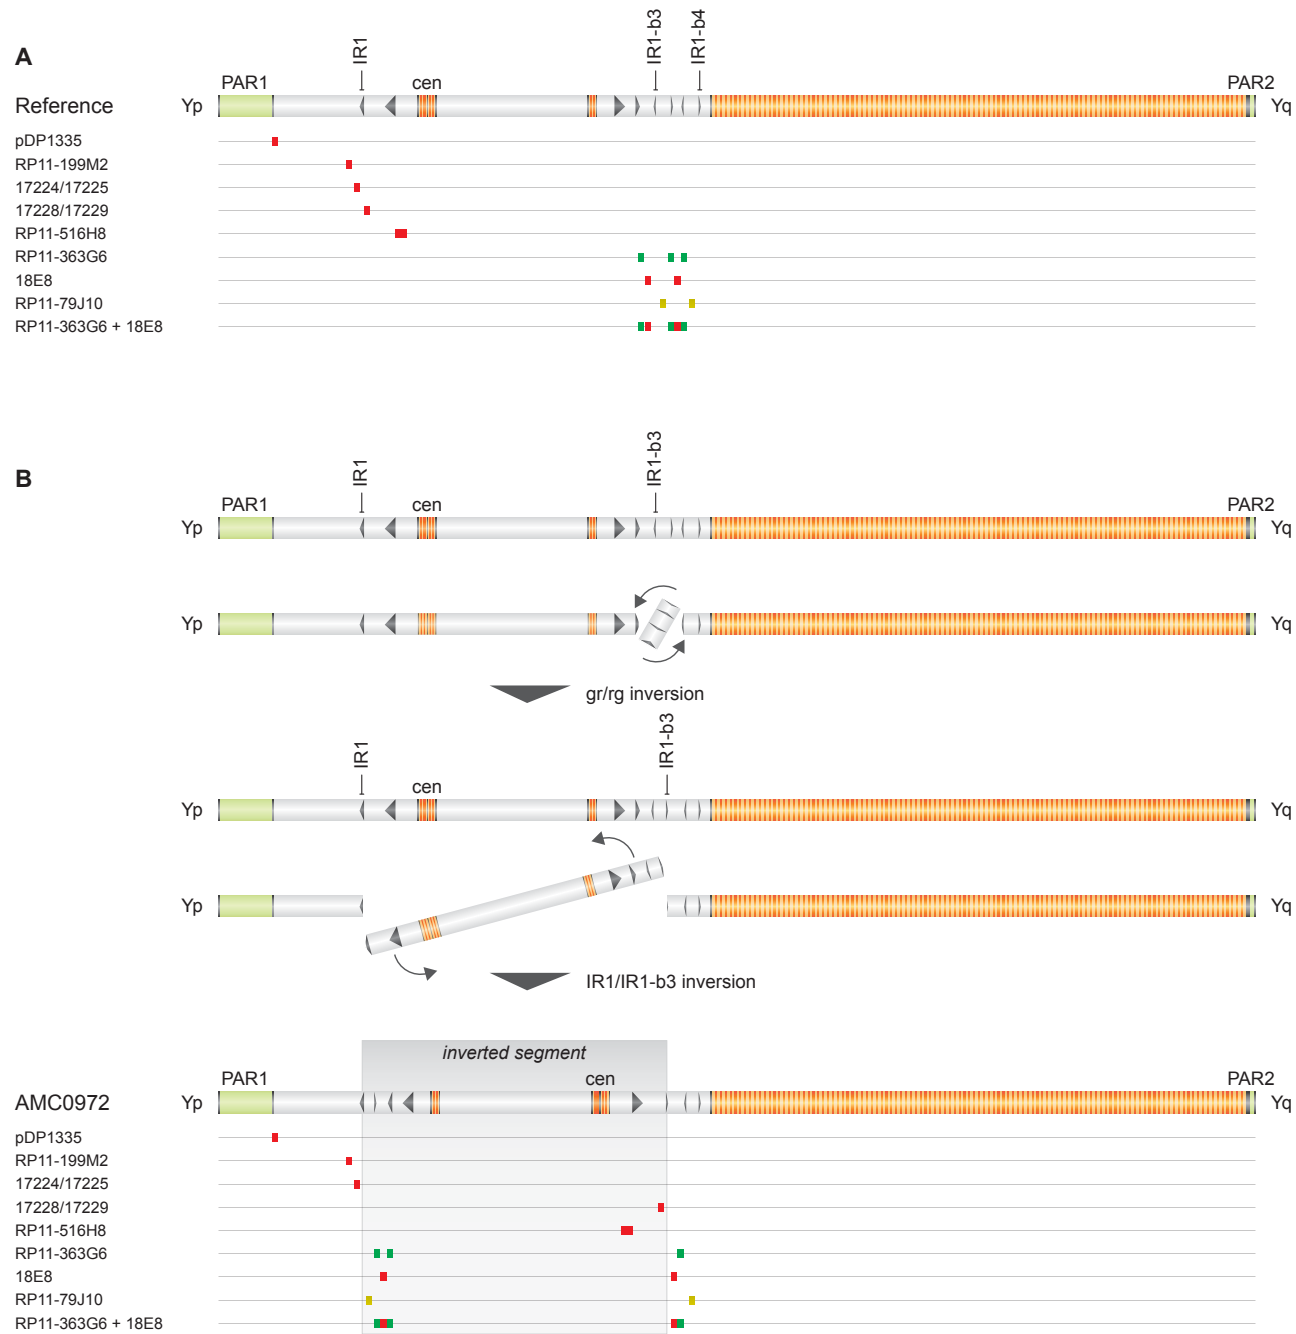 A
IR1
IR1-b3
IR1-b4
PAR1
cen
PAR2
Reference
Yp
Yq
pDP1335
RP11-199M2
17224/17225
17228/17229
RP11-516H8
RP11-363G6
18E8
RP11-79J10
RP11-363G6 + 18E8
B
IR1
IR1-b3
PAR1
cen
PAR2
Yp
Yq
Yp
Yq
gr/rg inversion
IR1
IR1-b3
cen
Yp
Yq
Yp
Yq
IR1/IR1-b3 inversion
inverted segment
PAR1
cen
PAR2
AMC0972
Yp
Yq
pDP1335
RP11-199M2
17224/17225
17228/17229
RP11-516H8
RP11-363G6
18E8
RP11-79J10
RP11-363G6 + 18E8